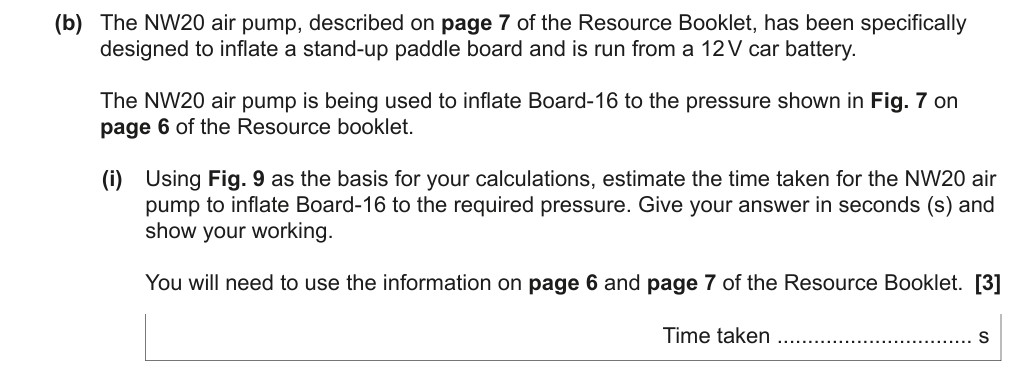 (b) The NW20 air pump, described on page 7 of the Resource Booklet, has been specifically
designed to inflate a stand-up paddle board and is run from a 12 V car battery.
The NW20 air pump is being used to inflate Board-16 to the pressure shown in Fig. 7 on
page 6 of the Resource booklet.
(i) Using Fig. 9 as the basis for your calculations, estimate the time taken for the NW20 air
pump to inflate Board-16 to the required pressure. Give your answer in seconds (s) and
show your working.
You will need to use the information on page 6 and page 7 of the Resource Booklet. [3]
Time taken ................................ s